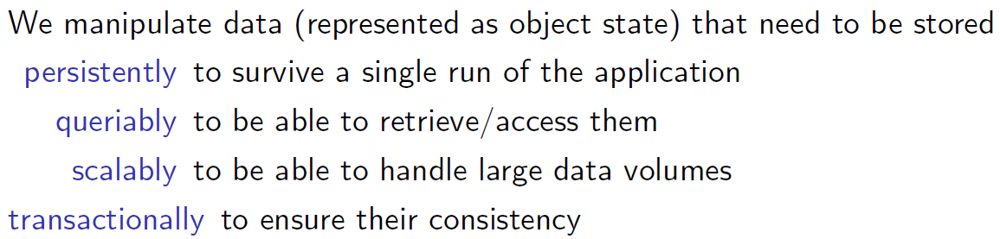 We manipulate data (represented as object state) that need to be stored
persistently to survive a single run of the application
queriably to be able to retrieve/access them
scalably to be able to handle large data volumes
transactionally to ensure their consistency